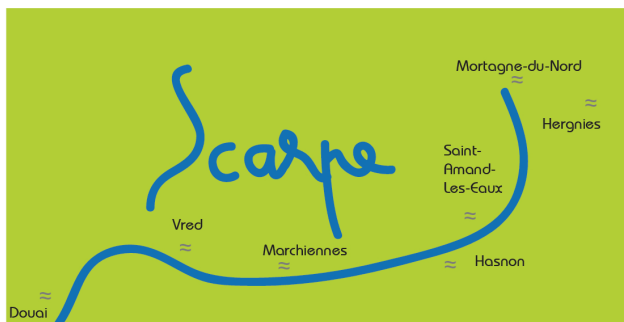 Mortagne-du-Nord
Hergnies
Scarpe
Saint-
Amand-
Les-Eaux
Vred
Marchiennes
Hasnon
Douai